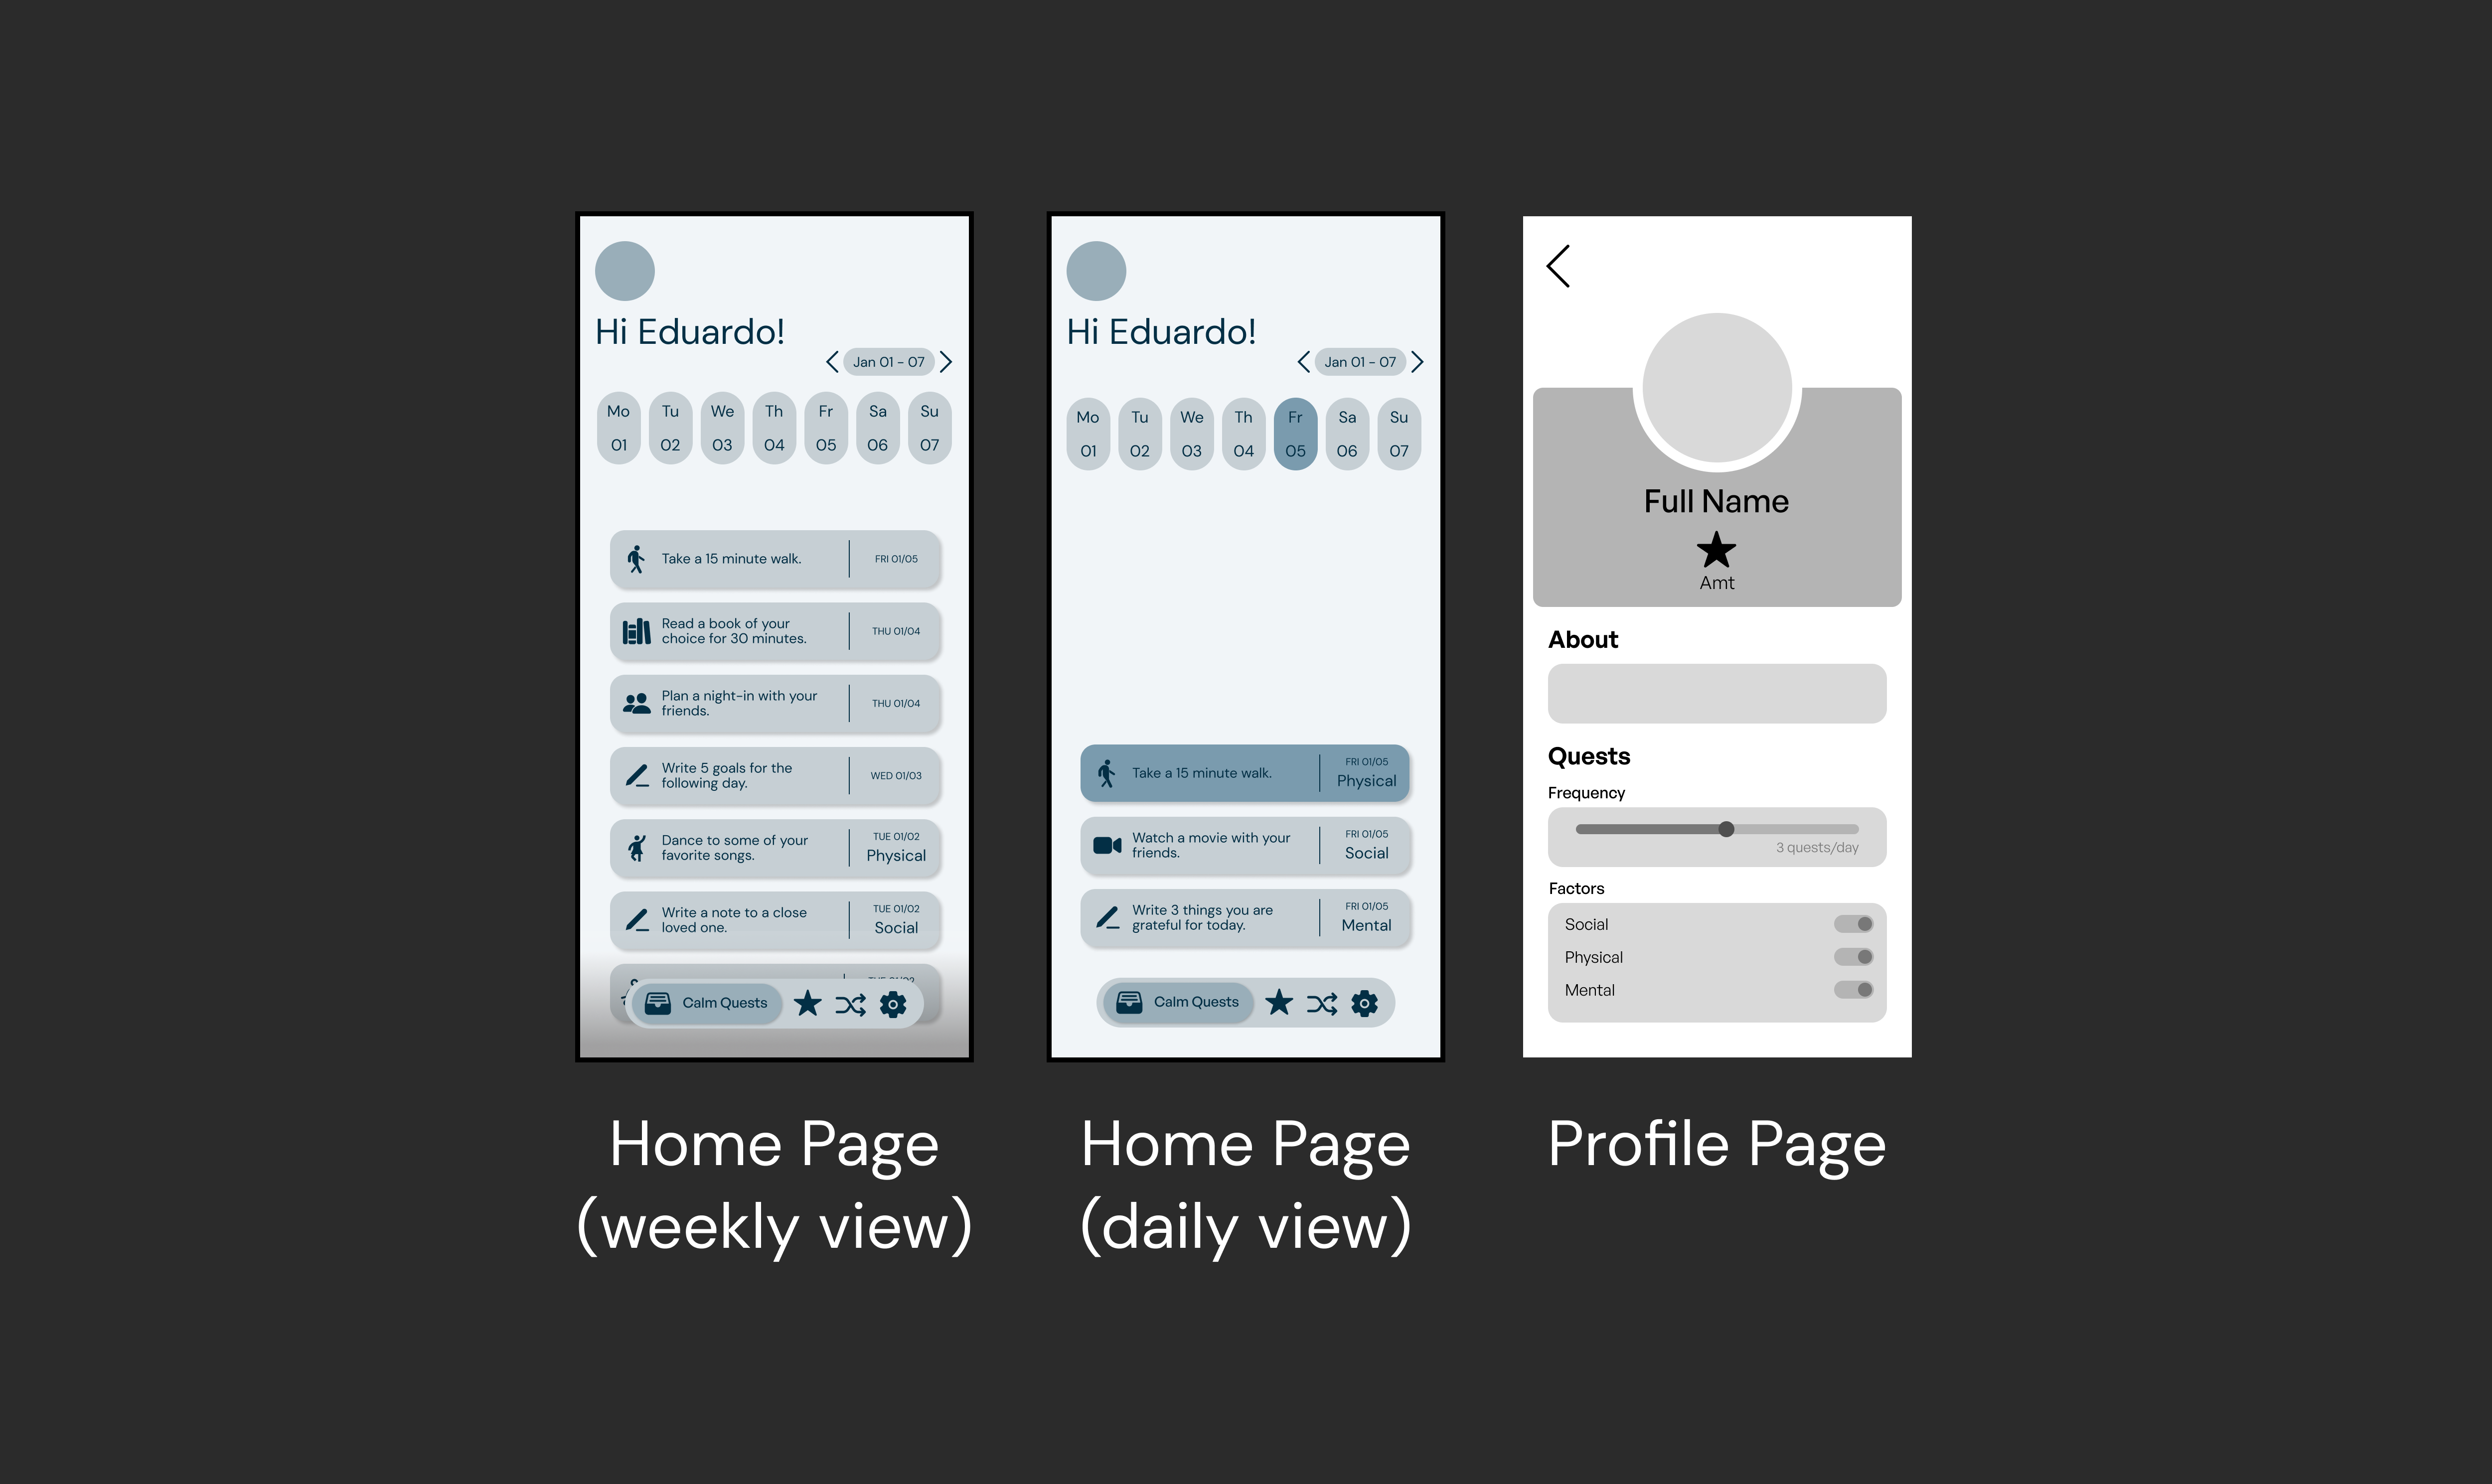 Hi Eduardo!
Jan 01 - 07
Mo Tu We Th Fr Sa Su
01 02 03 04 05 06 07
Take a 15 minute walk.
FRI 01/05
Read a book of your
choice for 30 minutes.
THU 01/04
Plan a night-in with your
friends.
THU 01/04
Write 5 goals for the
following day.
WED 01/03
Dance to some of your
favorite songs.
TUE 01/02
Physical
Write a note to a close
loved one.
TUE 01/02
Social
TUE 01/02
Calm Quests
Home Page
(weekly view)
Hi Eduardo!
Jan 01 - 07
Mo Tu We Th Fr Sa Su
01 02 03 04 05 06 07
Take a 15 minute walk.
FRI 01/05
Physical
Watch a movie with your
friends.
FRI 01/05
Social
Write 3 things you are
grateful for today.
FRI 01/05
Mental
Calm Quests
Home Page
(daily view)
Full Name
Amt
About
Quests
Frequency
3 quests/day
Factors
Social
Physical
Mental
Profile Page